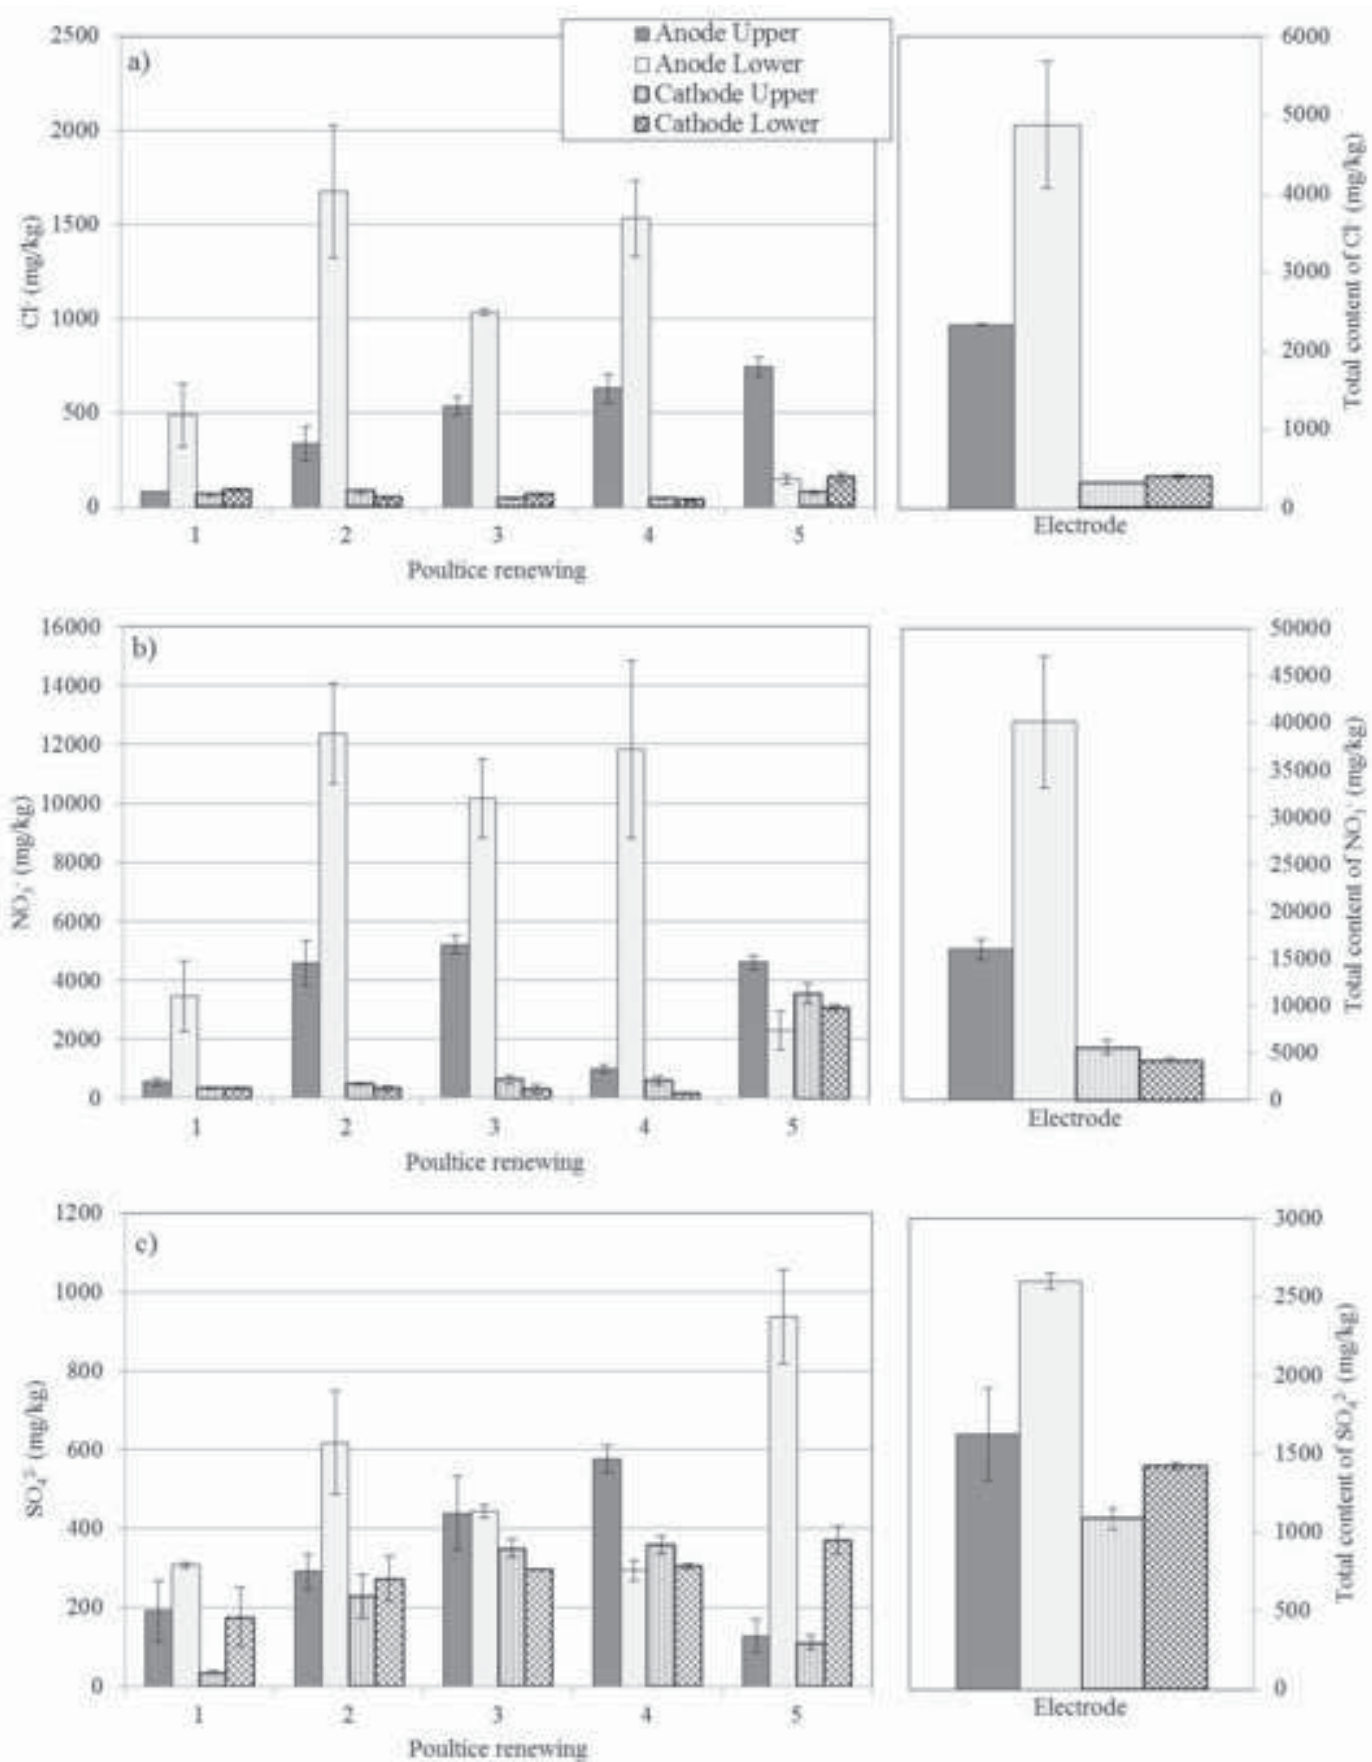 Anode Upper
Anode Lower
Cathode Upper
Cathode Lower
a)
2500
2000
1500
1000
500
0
Cl⁻ (mg/kg)
1 2 3 4 5
Poultice renewing
6000
5000
4000
3000
2000
1000
0
Total content of Cl⁻ (mg/kg)
Electrode
b)
16000
14000
12000
10000
8000
6000
4000
2000
0
NO₃⁻ (mg/kg)
1 2 3 4 5
Poultice renewing
50000
45000
40000
35000
30000
25000
20000
15000
10000
5000
0
Total content of NO₃⁻ (mg/kg)
Electrode
c)
1200
1000
800
600
400
200
0
SO₄²⁻ (mg/kg)
1 2 3 4 5
Poultice renewing
3000
2500
2000
1500
1000
500
0
Total content of SO₄²⁻ (mg/kg)
Electrode